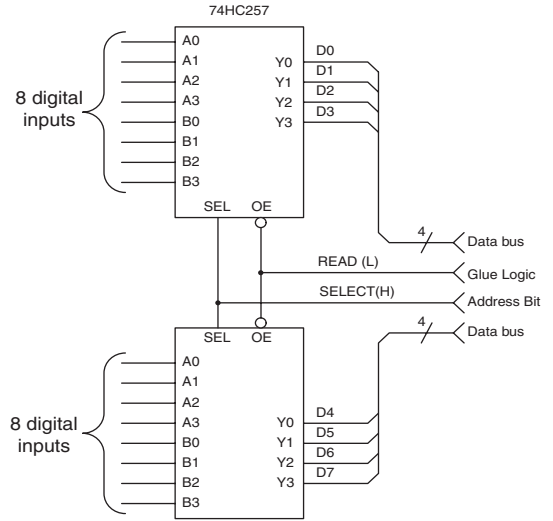 74HC257
8 digital
inputs
A0
A1
A2
A3
B0
B1
B2
B3
Y0
Y1
Y2
Y3
D0
D1
D2
D3
SEL OE
4
Data bus
READ (L)
Glue Logic
SELECT(H)
Address Bit
4
Data bus
SEL OE
8 digital
inputs
A0
A1
A2
A3
B0
B1
B2
B3
Y0
Y1
Y2
Y3
D4
D5
D6
D7